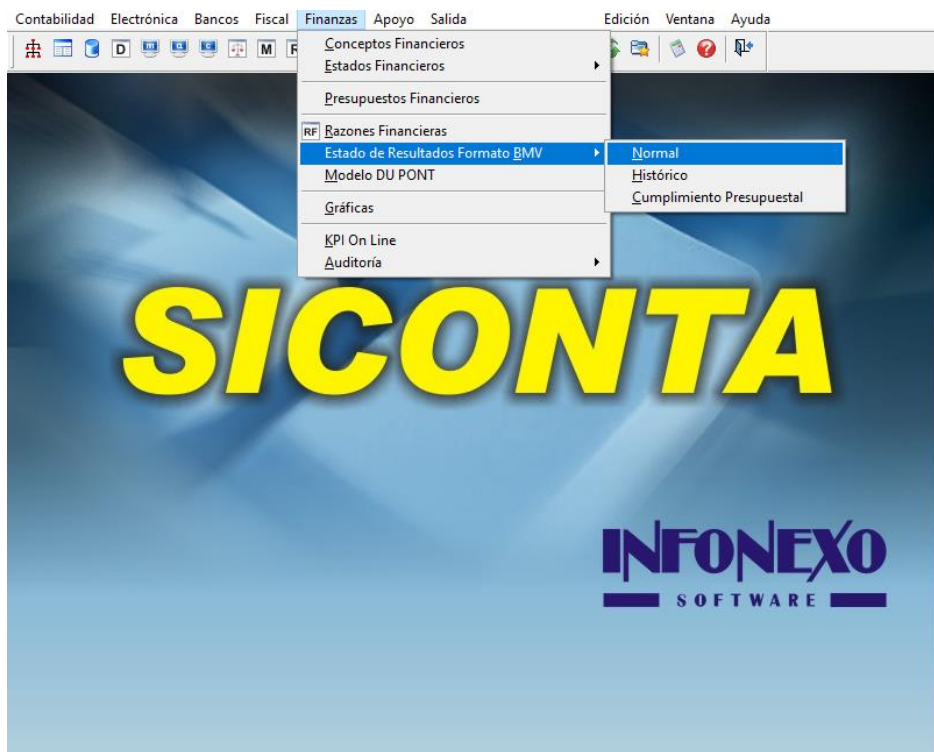 Contabilidad Electrónica Bancos Fiscal Finanzas Apoyo Salida Edición Ventana Ayuda
D M
Conceptos Financieros
Estados Financieros
Presupuestos Financieros
RF Razones Financieras
Estado de Resultados Formato BMV
Normal
Modelo DU PONT
Histórico
Cumplimiento Presupuestal
Gráficas
KPI On Line
Auditoría
SICONTA
INFONEXO
SOFTWARE